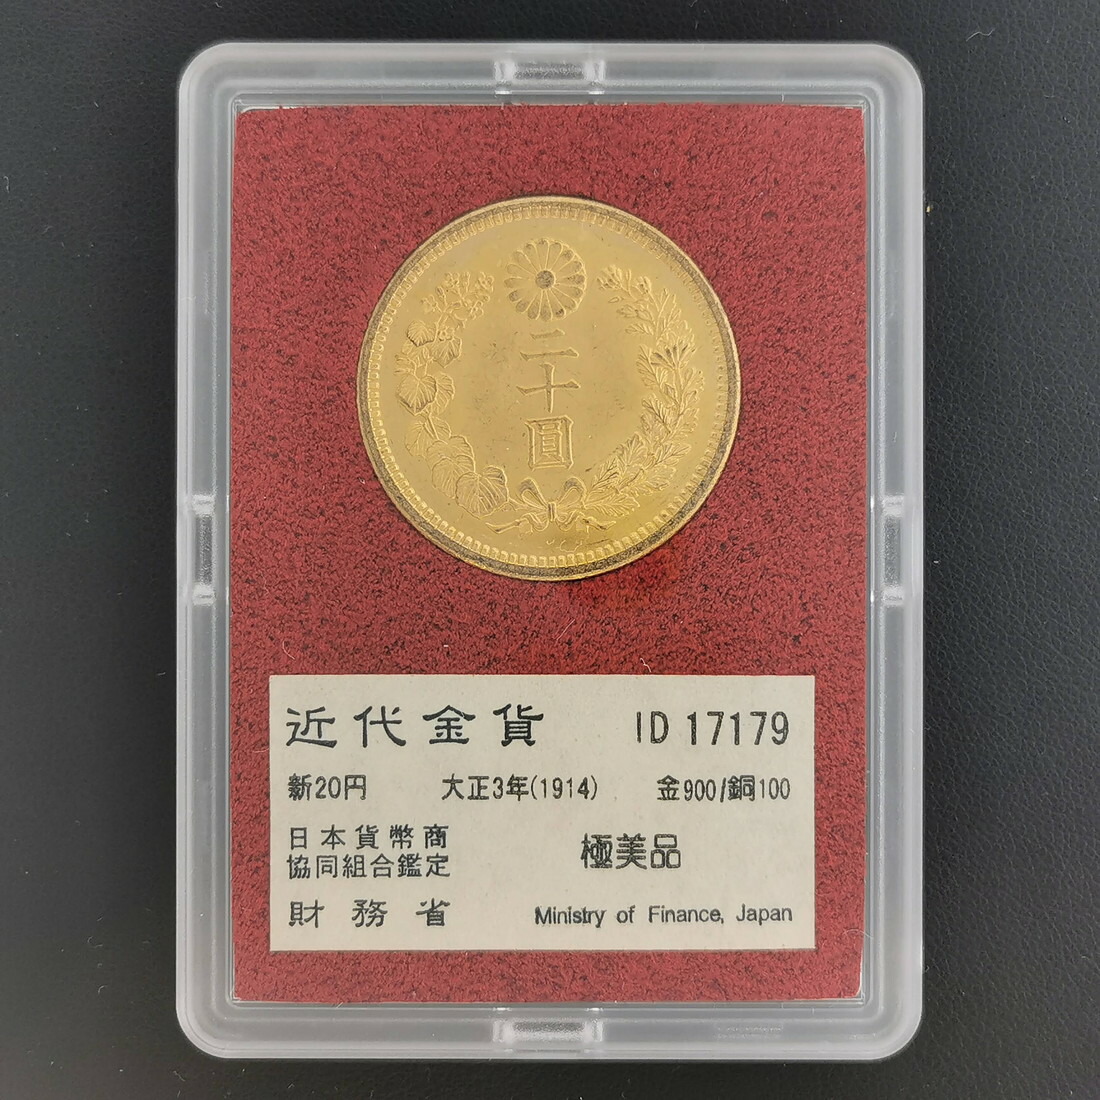 二
十
圓
近代金貨 ID 17179
新20円 大正3年(1914) 金900/銅100
日本貨幣商
協同組合鑑定
極美品
財務省 Ministry of Finance, Japan